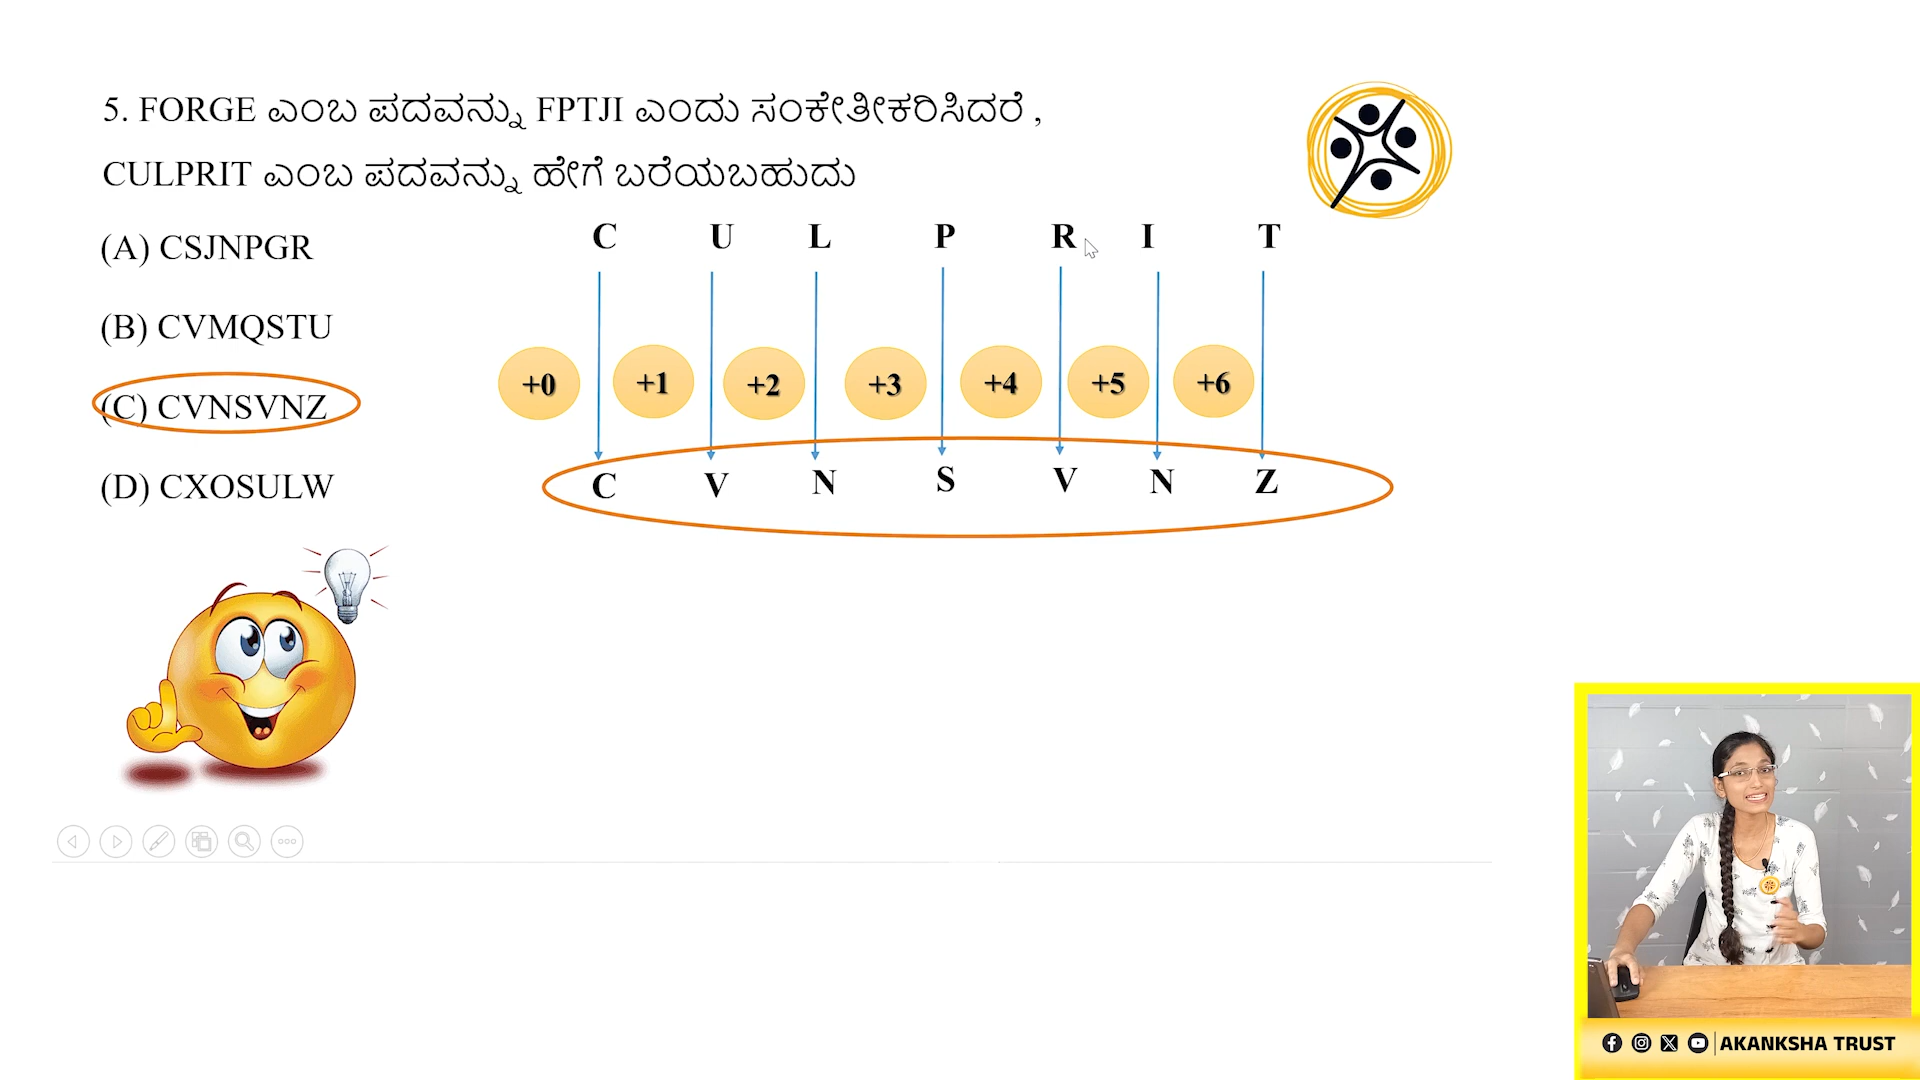 5. FORGE ಎಂಬ ಪದವನ್ನು FPTJI ಎಂದು ಸಂಕೇತೀಕರಿಸಿದರೆ ,
CULPRIT ಎಂಬ ಪದವನ್ನು ಹೇಗೆ ಬರೆಯಬಹುದು
(A) CSJNPGR
(B) CVMQSTU
(C) CVNSVNZ
(D) CXOSULW
C U L P R I T
+0 +1 +2 +3 +4 +5 +6
C V N S V N Z
AKANKSHA TRUST